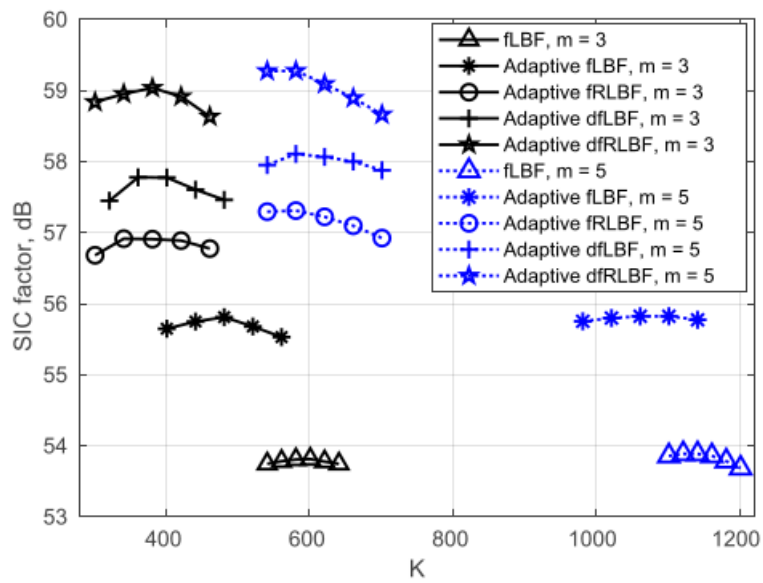 60
59
58
57
56
55
54
53
SIC factor, dB
400
600
800
1000
1200
K
fLBF, m = 3
Adaptive fLBF, m = 3
Adaptive fRLBF, m = 3
Adaptive dfLBF, m = 3
Adaptive dfRLBF, m = 3
fLBF, m = 5
Adaptive fLBF, m = 5
Adaptive fRLBF, m = 5
Adaptive dfLBF, m = 5
Adaptive dfRLBF, m = 5